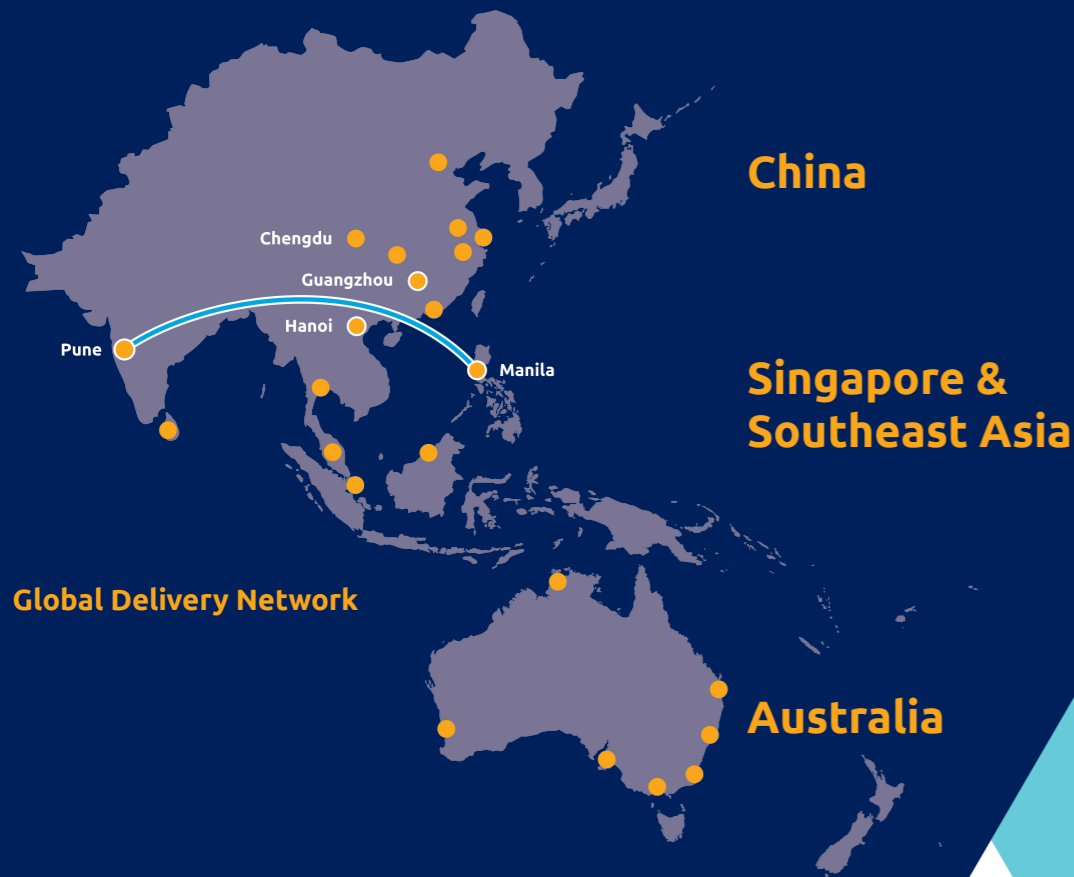 China
Chengdu
Guangzhou
Hanoi
Pune
Manila
Singapore &
Southeast Asia
Global Delivery Network
Australia